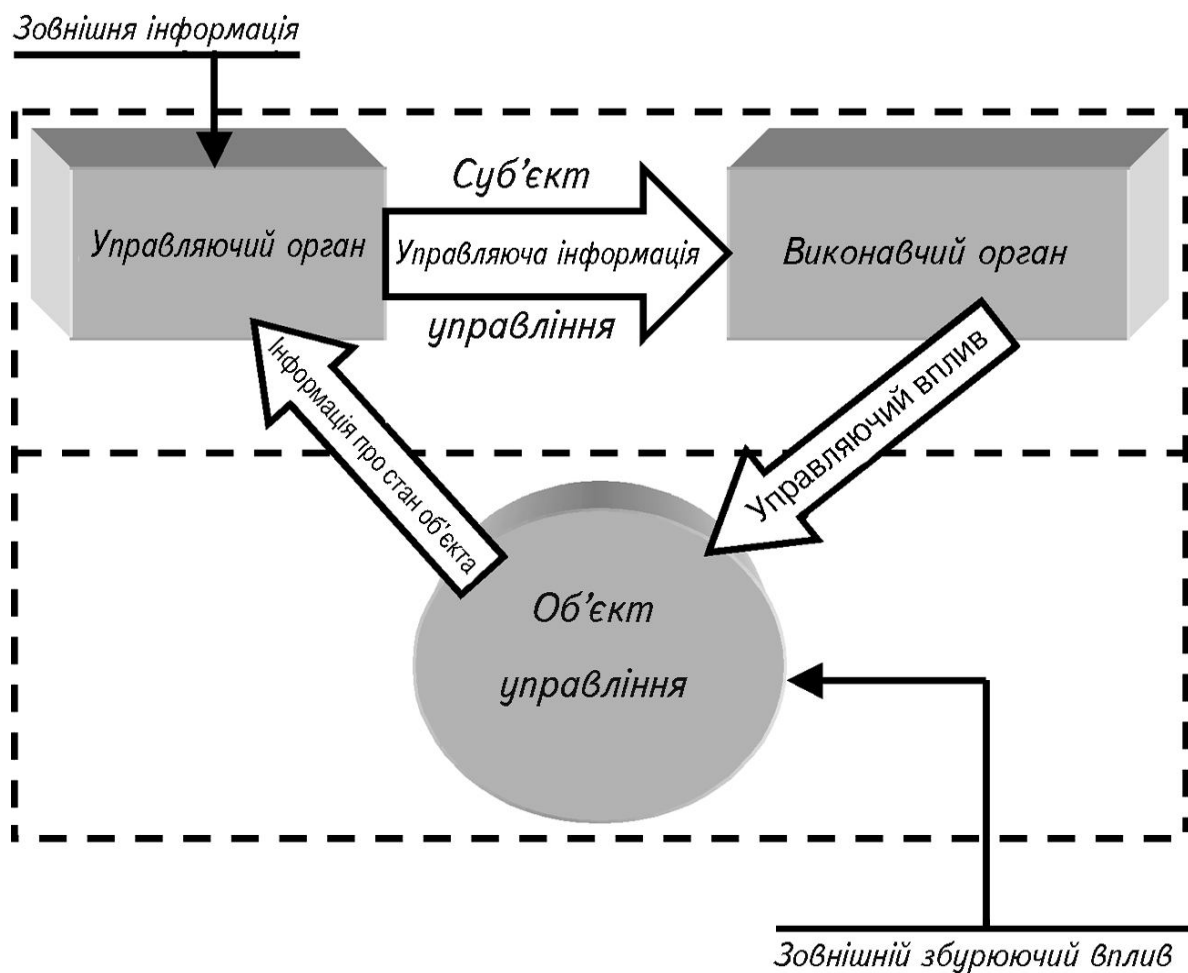 Зовнішня інформація
Суб’єкт
Управляючий орган
Управляюча інформація
Виконавчий орган
управління
Інформація про стан об’єкта
Управляючий вплив
Об’єкт
управління
Зовнішній збурюючий вплив